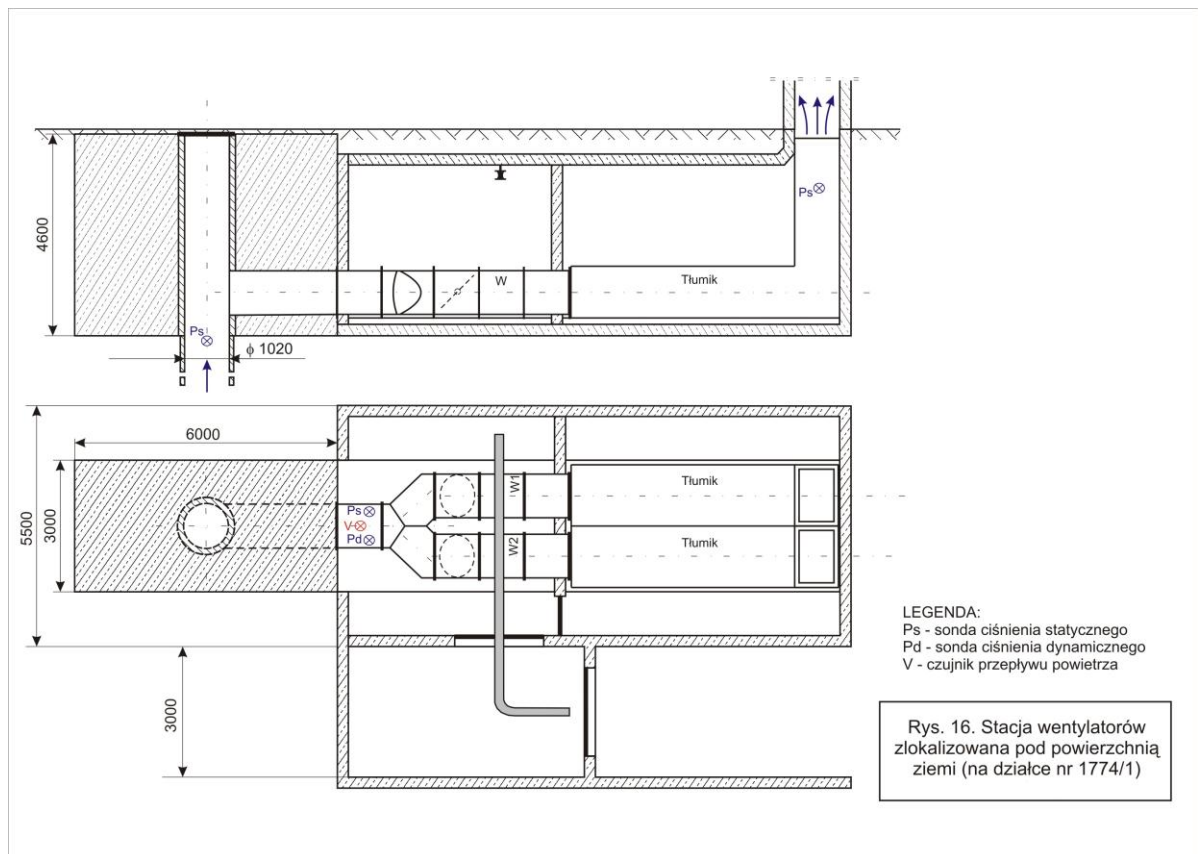 Ps
4600
W
Tłumik
Ps
ϕ 1020
6000
5500
3000
Ps
V
Pd
W1
W2
Tłumik
Tłumik
3000
LEGENDA:
Ps - sonda ciśnienia statycznego
Pd - sonda ciśnienia dynamicznego
V - czujnik przepływu powietrza
Rys. 16. Stacja wentylatorów
zlokalizowana pod powierzchnią
ziemi (na działce nr 1774/1)